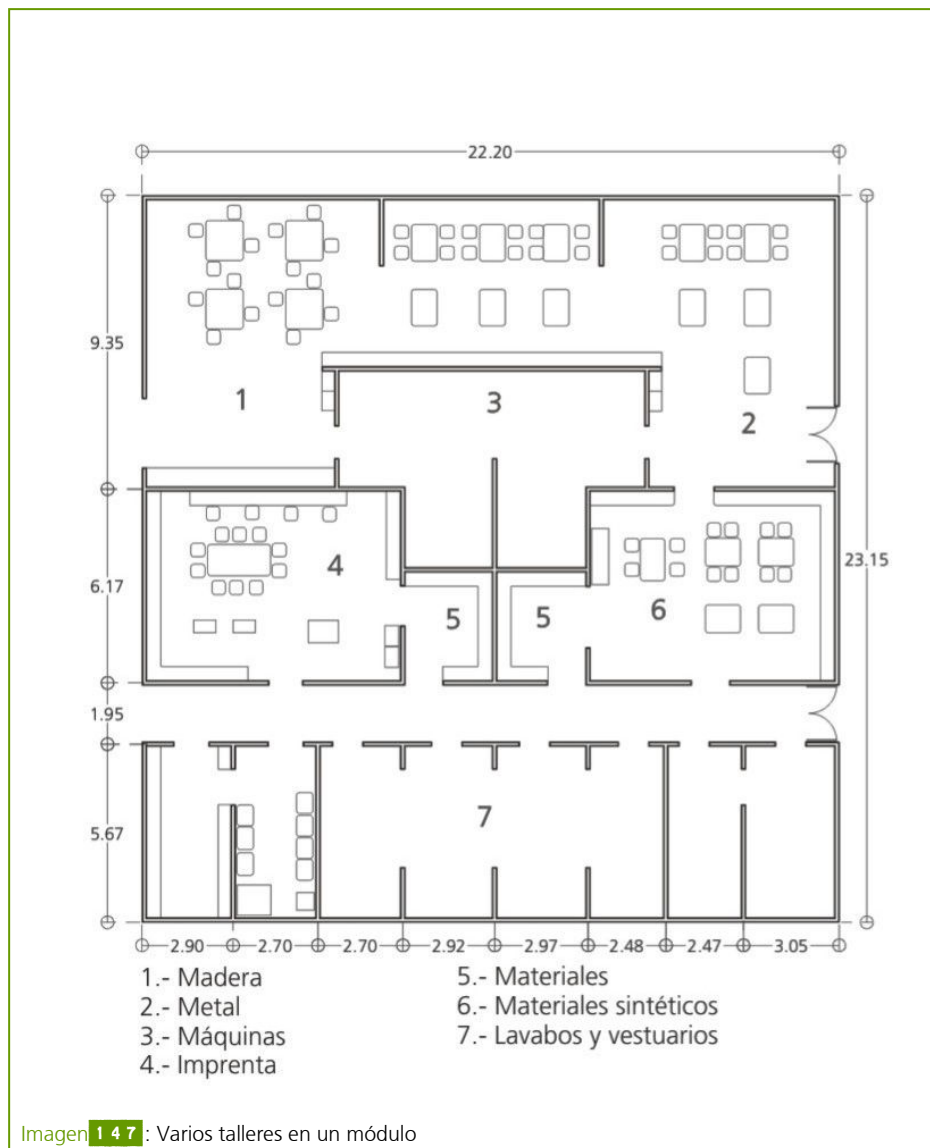 22.20
9.35
1
3
2
6.17
4
5
5
6
23.15
1.95
5.67
7
2.90 2.70 2.70 2.92 2.97 2.48 2.47 3.05
1.- Madera
2.- Metal
3.- Máquinas
4.- Imprenta
5.- Materiales
6.- Materiales sintéticos
7.- Lavabos y vestuarios
Imagen 147: Varios talleres en un módulo